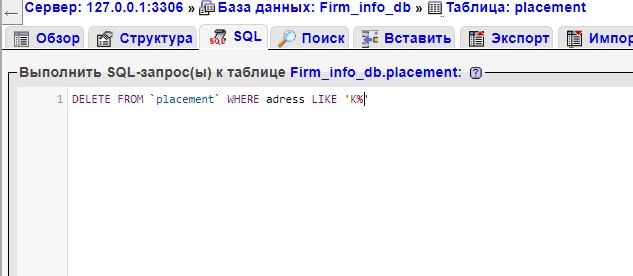 Сервер: 127.0.0.1:3306 » База данных: Firm_info_db » Таблица: placement
Обзор Структура SQL Поиск Вставить Экспорт Импор
Выполнить SQL-запрос(ы) к таблице Firm_info_db.placement:
1 DELETE FROM `placement` WHERE adress LIKE 'K%'